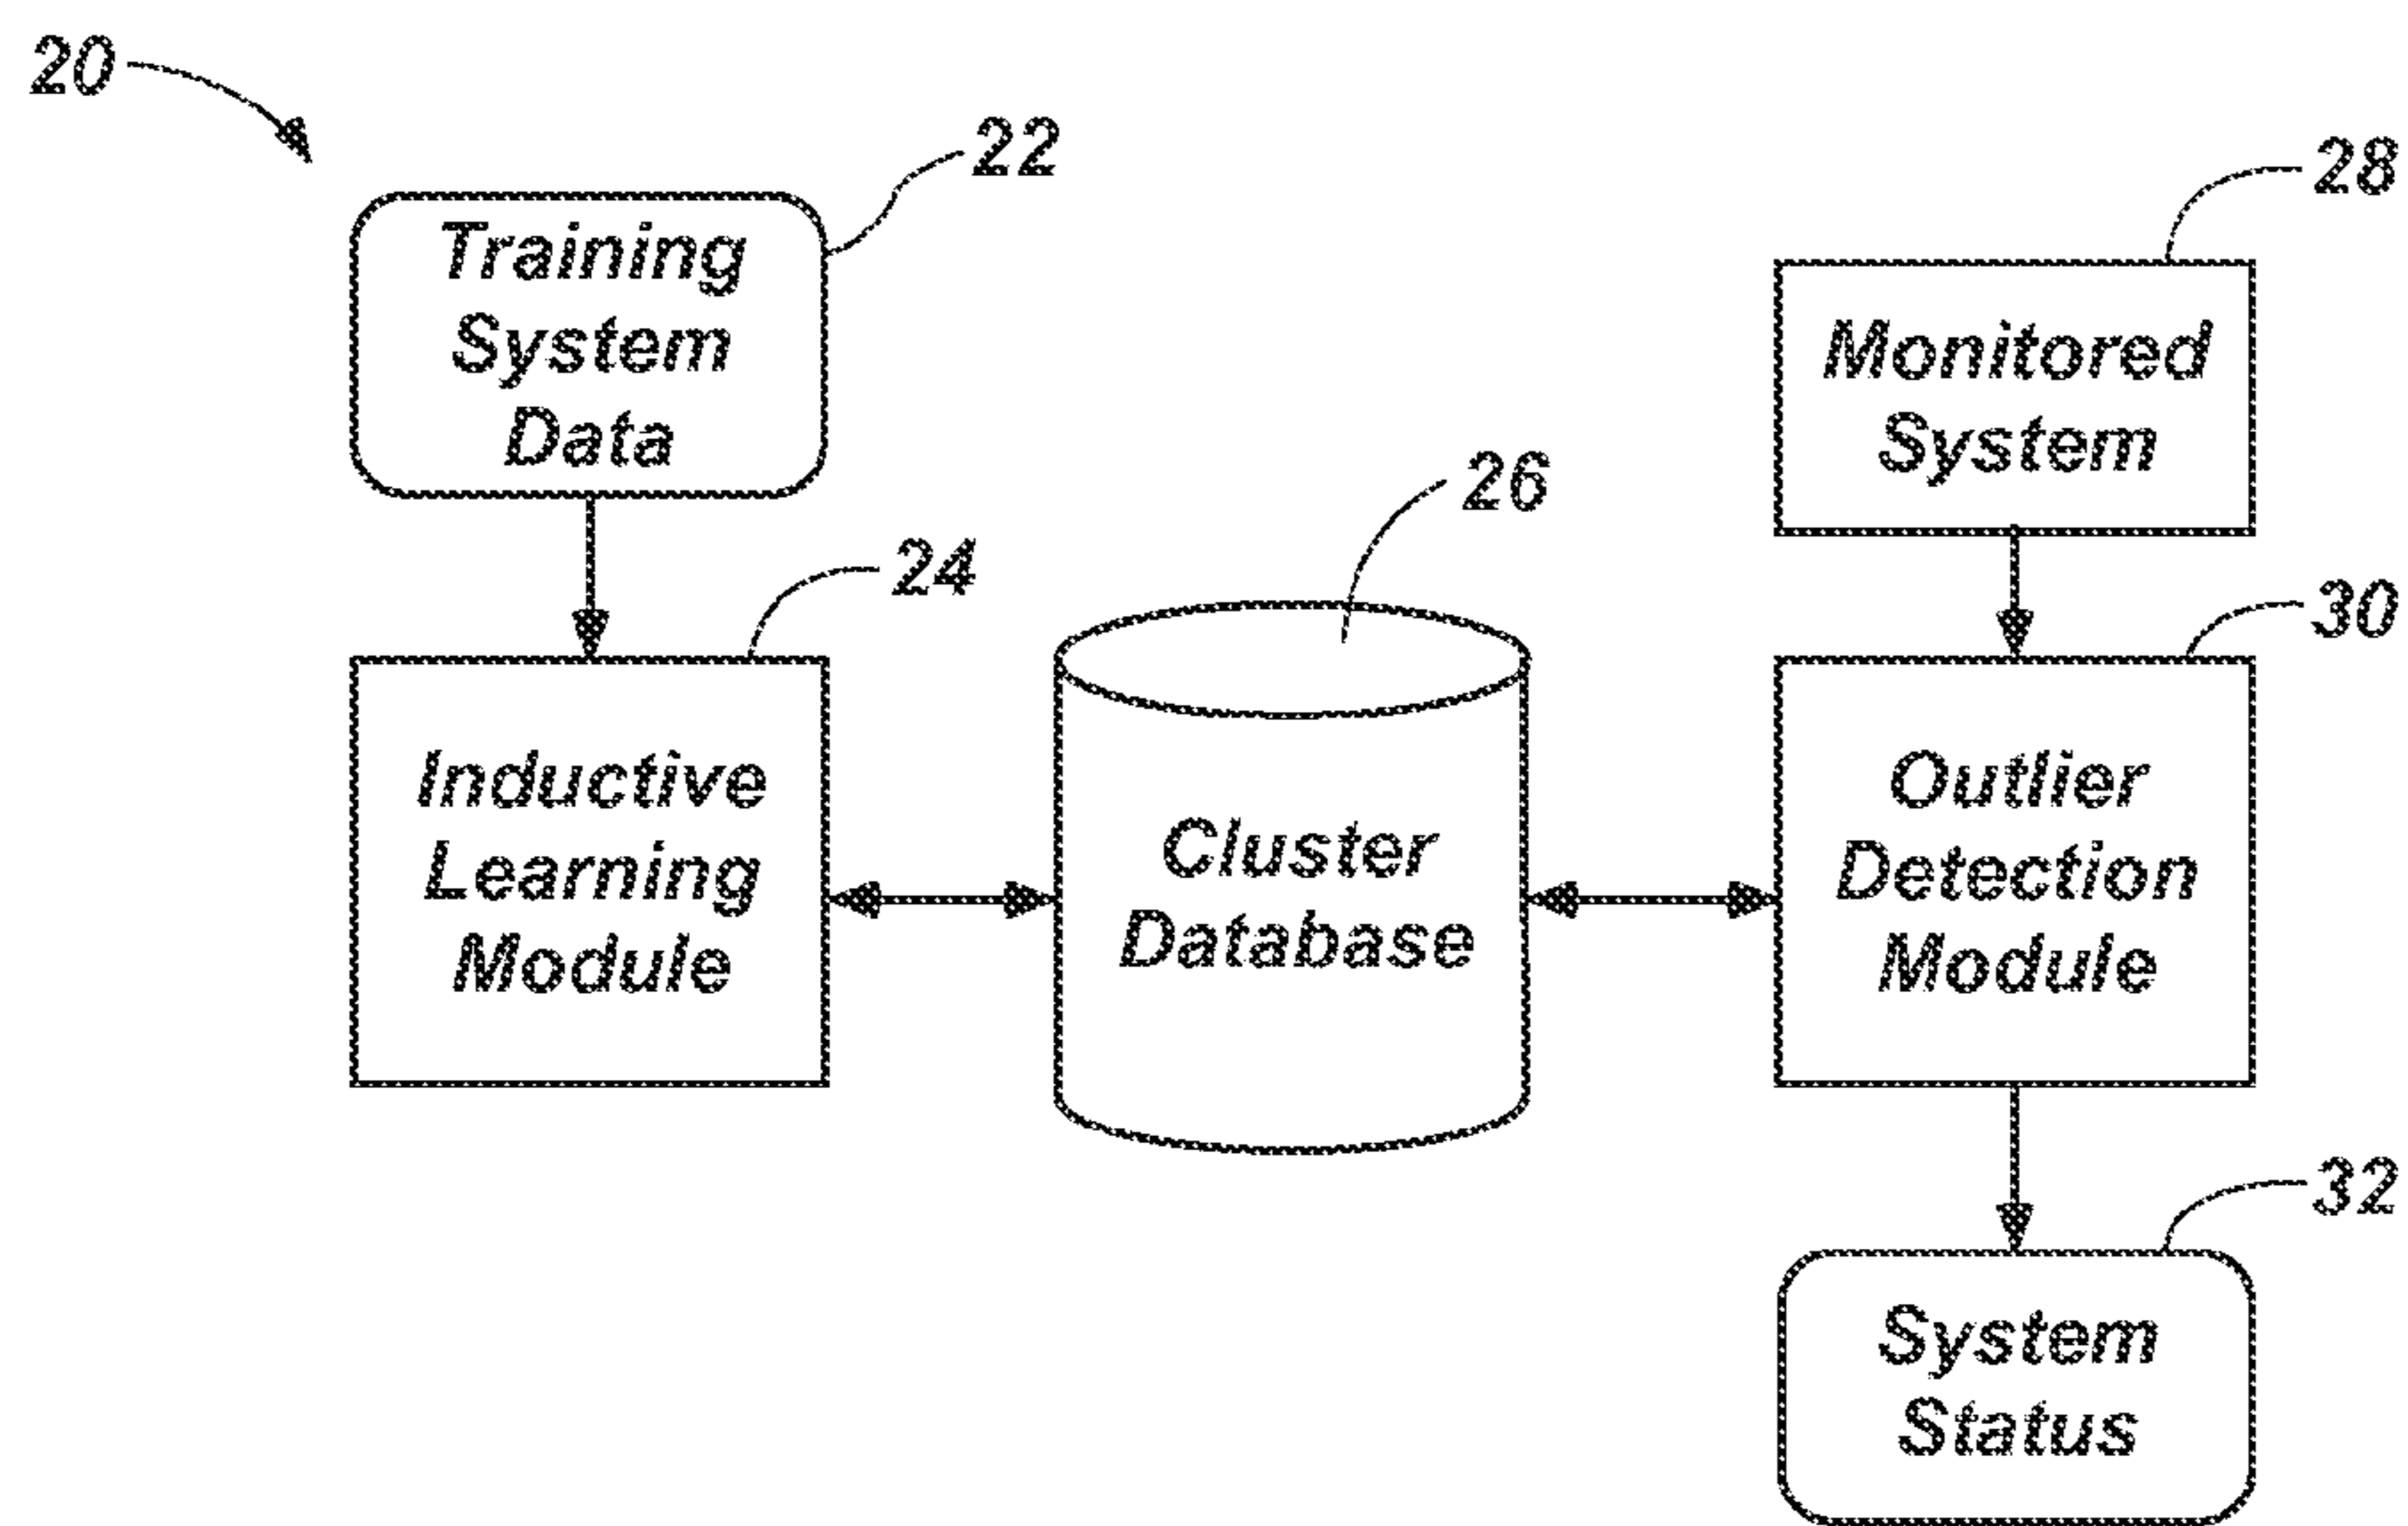 20
22
Training
System
Data
28
Monitored
System
26
24
30
Inductive
Learning
Module
Cluster
Database
Outlier
Detection
Module
32
System
Status